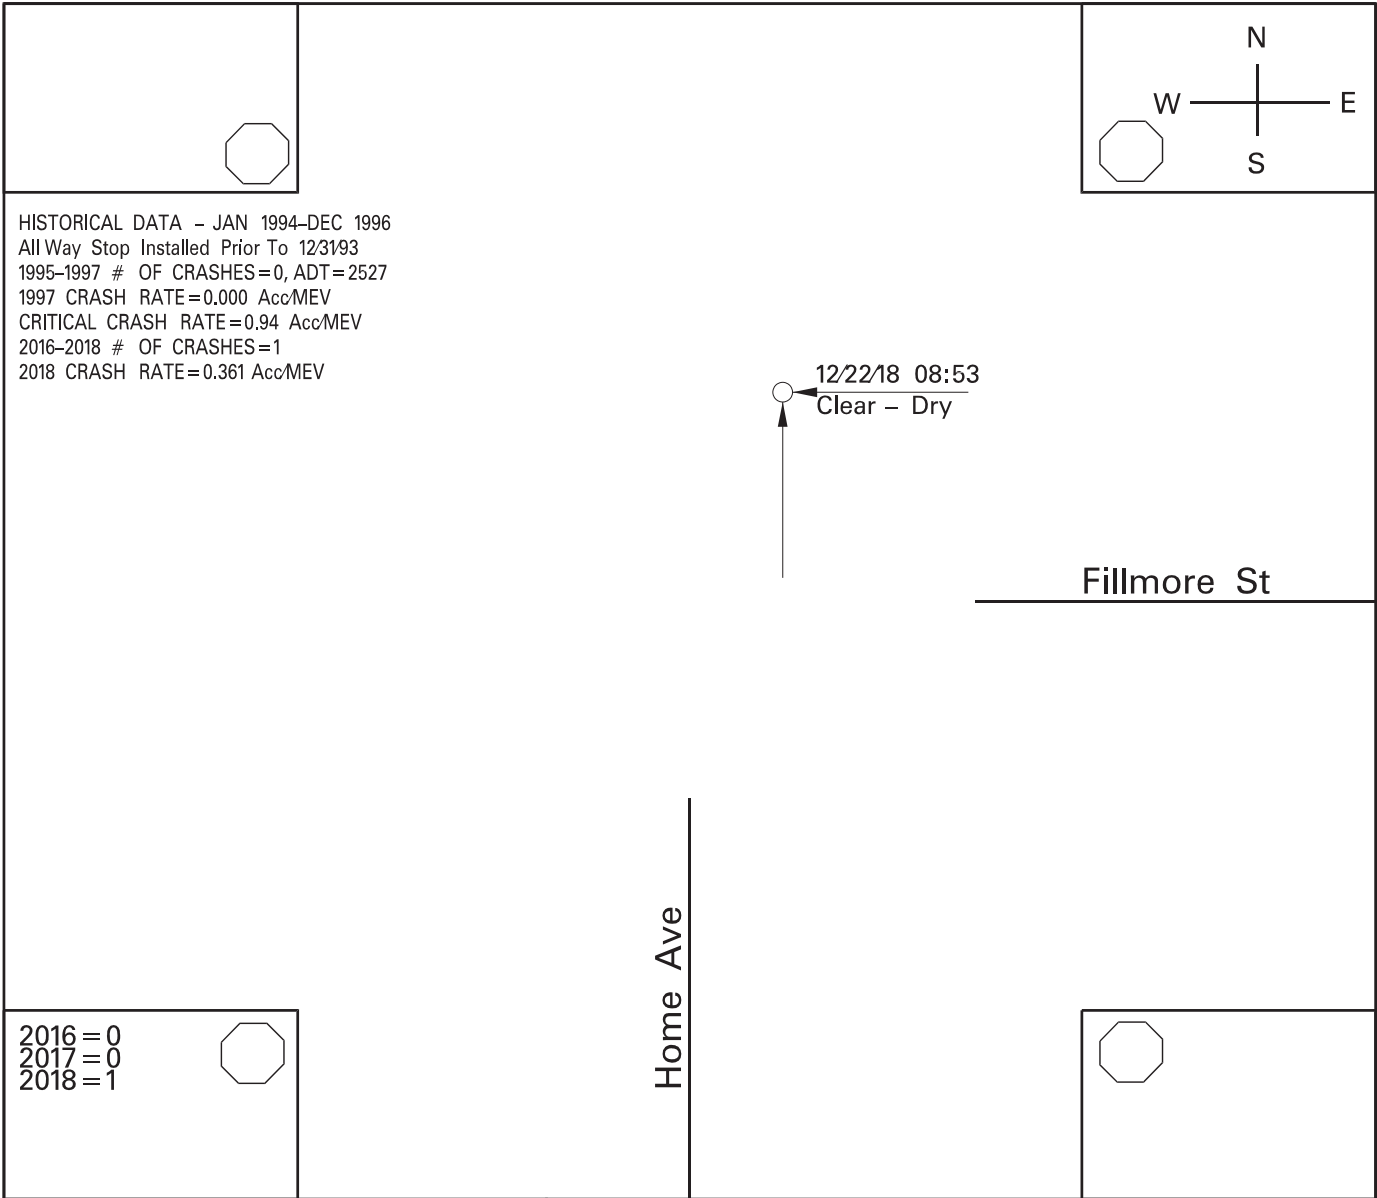 N
W E
S
HISTORICAL DATA – JAN 1994–DEC 1996
All Way Stop Installed Prior To 12/31/93
1995–1997 # OF CRASHES=0, ADT=2527
1997 CRASH RATE=0.000 Acc/MEV
CRITICAL CRASH RATE=0.94 Acc/MEV
2016–2018 # OF CRASHES=1
2018 CRASH RATE=0.361 Acc/MEV
12/22/18 08:53
Clear – Dry
Fillmore St
Home Ave
2016=0
2017=0
2018=1